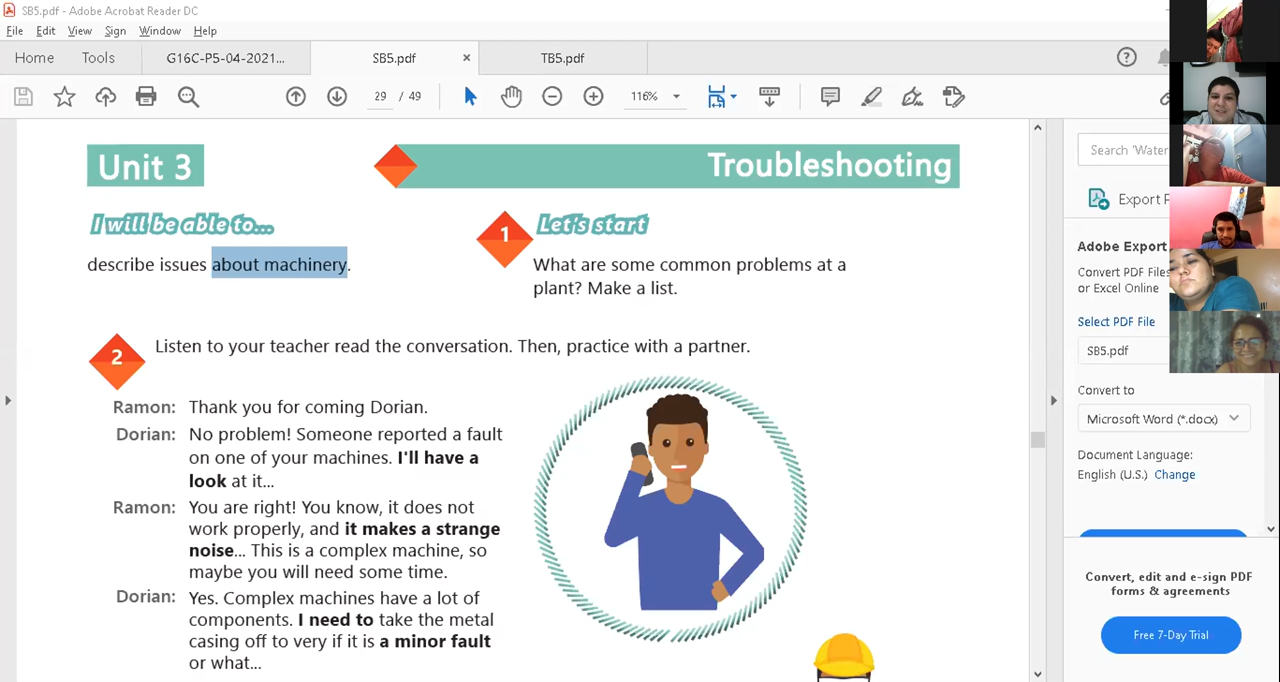 SB5.pdf - Adobe Acrobat Reader DC
File Edit View Sign Window Help
Home Tools G16C-P5-04-2021... SB5.pdf × TB5.pdf
29 / 49 116%
Unit 3
Troubleshooting
I will be able to...
describe issues about machinery.
1 Let's start
What are some common problems at a
plant? Make a list.
2 Listen to your teacher read the conversation. Then, practice with a partner.
Ramon: Thank you for coming Dorian.
Dorian: No problem! Someone reported a fault
on one of your machines. I'll have a
look at it...
Ramon: You are right! You know, it does not
work properly, and it makes a strange
noise... This is a complex machine, so
maybe you will need some time.
Dorian: Yes. Complex machines have a lot of
components. I need to take the metal
casing off to very if it is a minor fault
or what...
Search 'Water
Export P
Adobe Export
Convert PDF Files
or Excel Online
Select PDF File
SB5.pdf
Convert to
Microsoft Word (*.docx)
Document Language:
English (U.S.) Change
Convert, edit and e-sign PDF
forms & agreements
Free 7-Day Trial